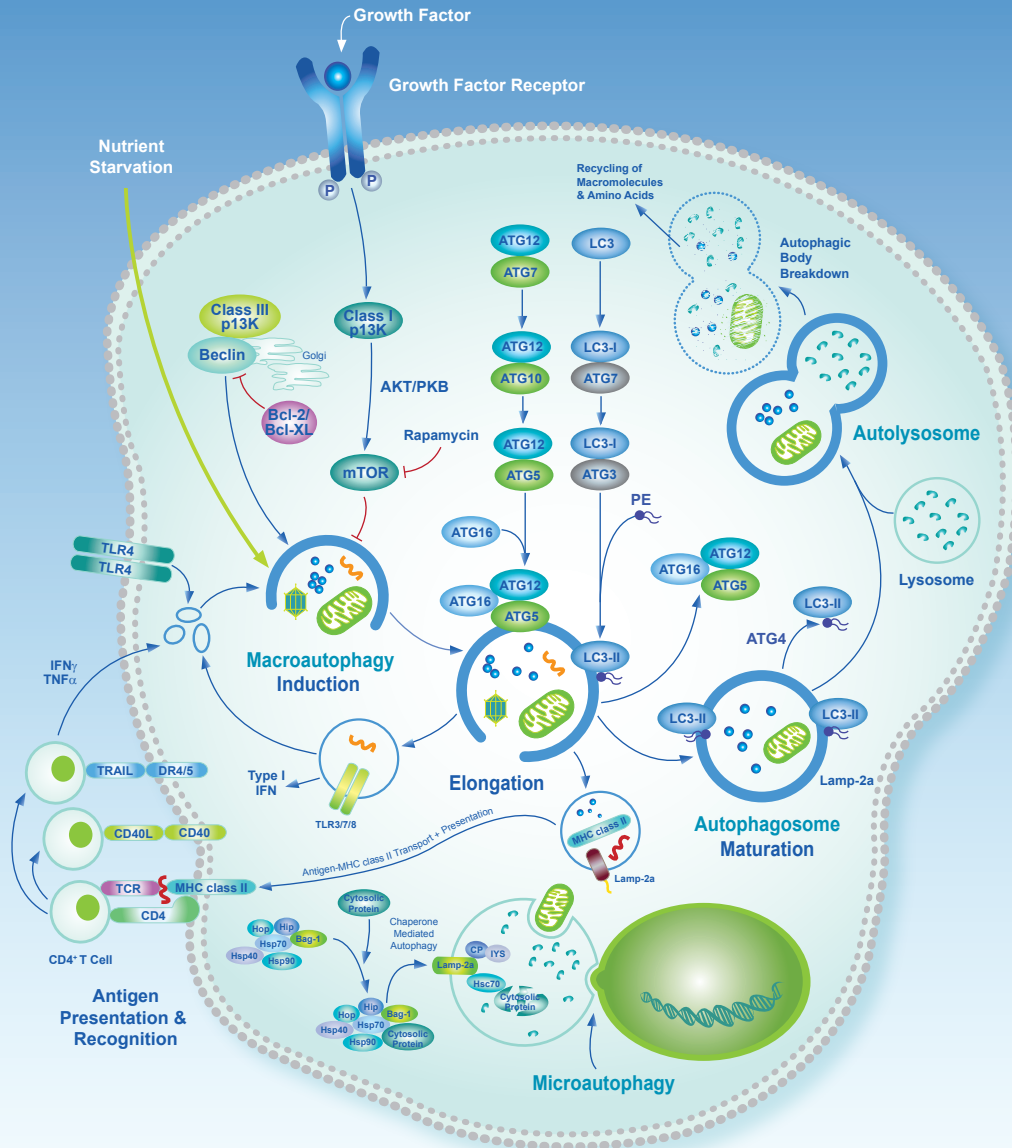 Growth Factor
Growth Factor Receptor
P
P
Nutrient
Starvation
Recycling of
Macromolecules
& Amino Acids
Autophagic
Body
Breakdown
ATG12
ATG7
LC3
Class III
p13K
Beclin
Golgi
Bcl-2/
Bcl-XL
Class I
p13K
AKT/PKB
Rapamycin
mTOR
ATG12
ATG10
LC3-I
ATG7
ATG12
ATG5
LC3-I
ATG3
PE
ATG16
ATG12
ATG16
ATG5
ATG12
ATG16
ATG5
Autolysosome
Lysosome
LC3-II
ATG4
TLR4
TLR4
IFNγ
TNFα
Macroautophagy
Induction
LC3-II
Elongation
LC3-II
LC3-II
Lamp-2a
Autophagosome
Maturation
Type I
IFN
TLR3/7/8
TRAIL
DR4/5
CD40L
CD40
TCR
MHC class II
CD4
CD4⁺ T Cell
Antigen
Presentation &
Recognition
Antigen-MHC class II Transport + Presentation
MHC class II
Lamp-2a
Cytosolic
Protein
Chaperone
Mediated
Autophagy
Hop
Hip
Hsp70
Bag-1
Hsp40
Hsp90
Hop
Hip
Bag-1
Hsp40
Hsp70
Hsp90
Cytosolic
Protein
Lamp-2a
CP
IYS
Hsc70
Cytosolic
Protein
Microautophagy